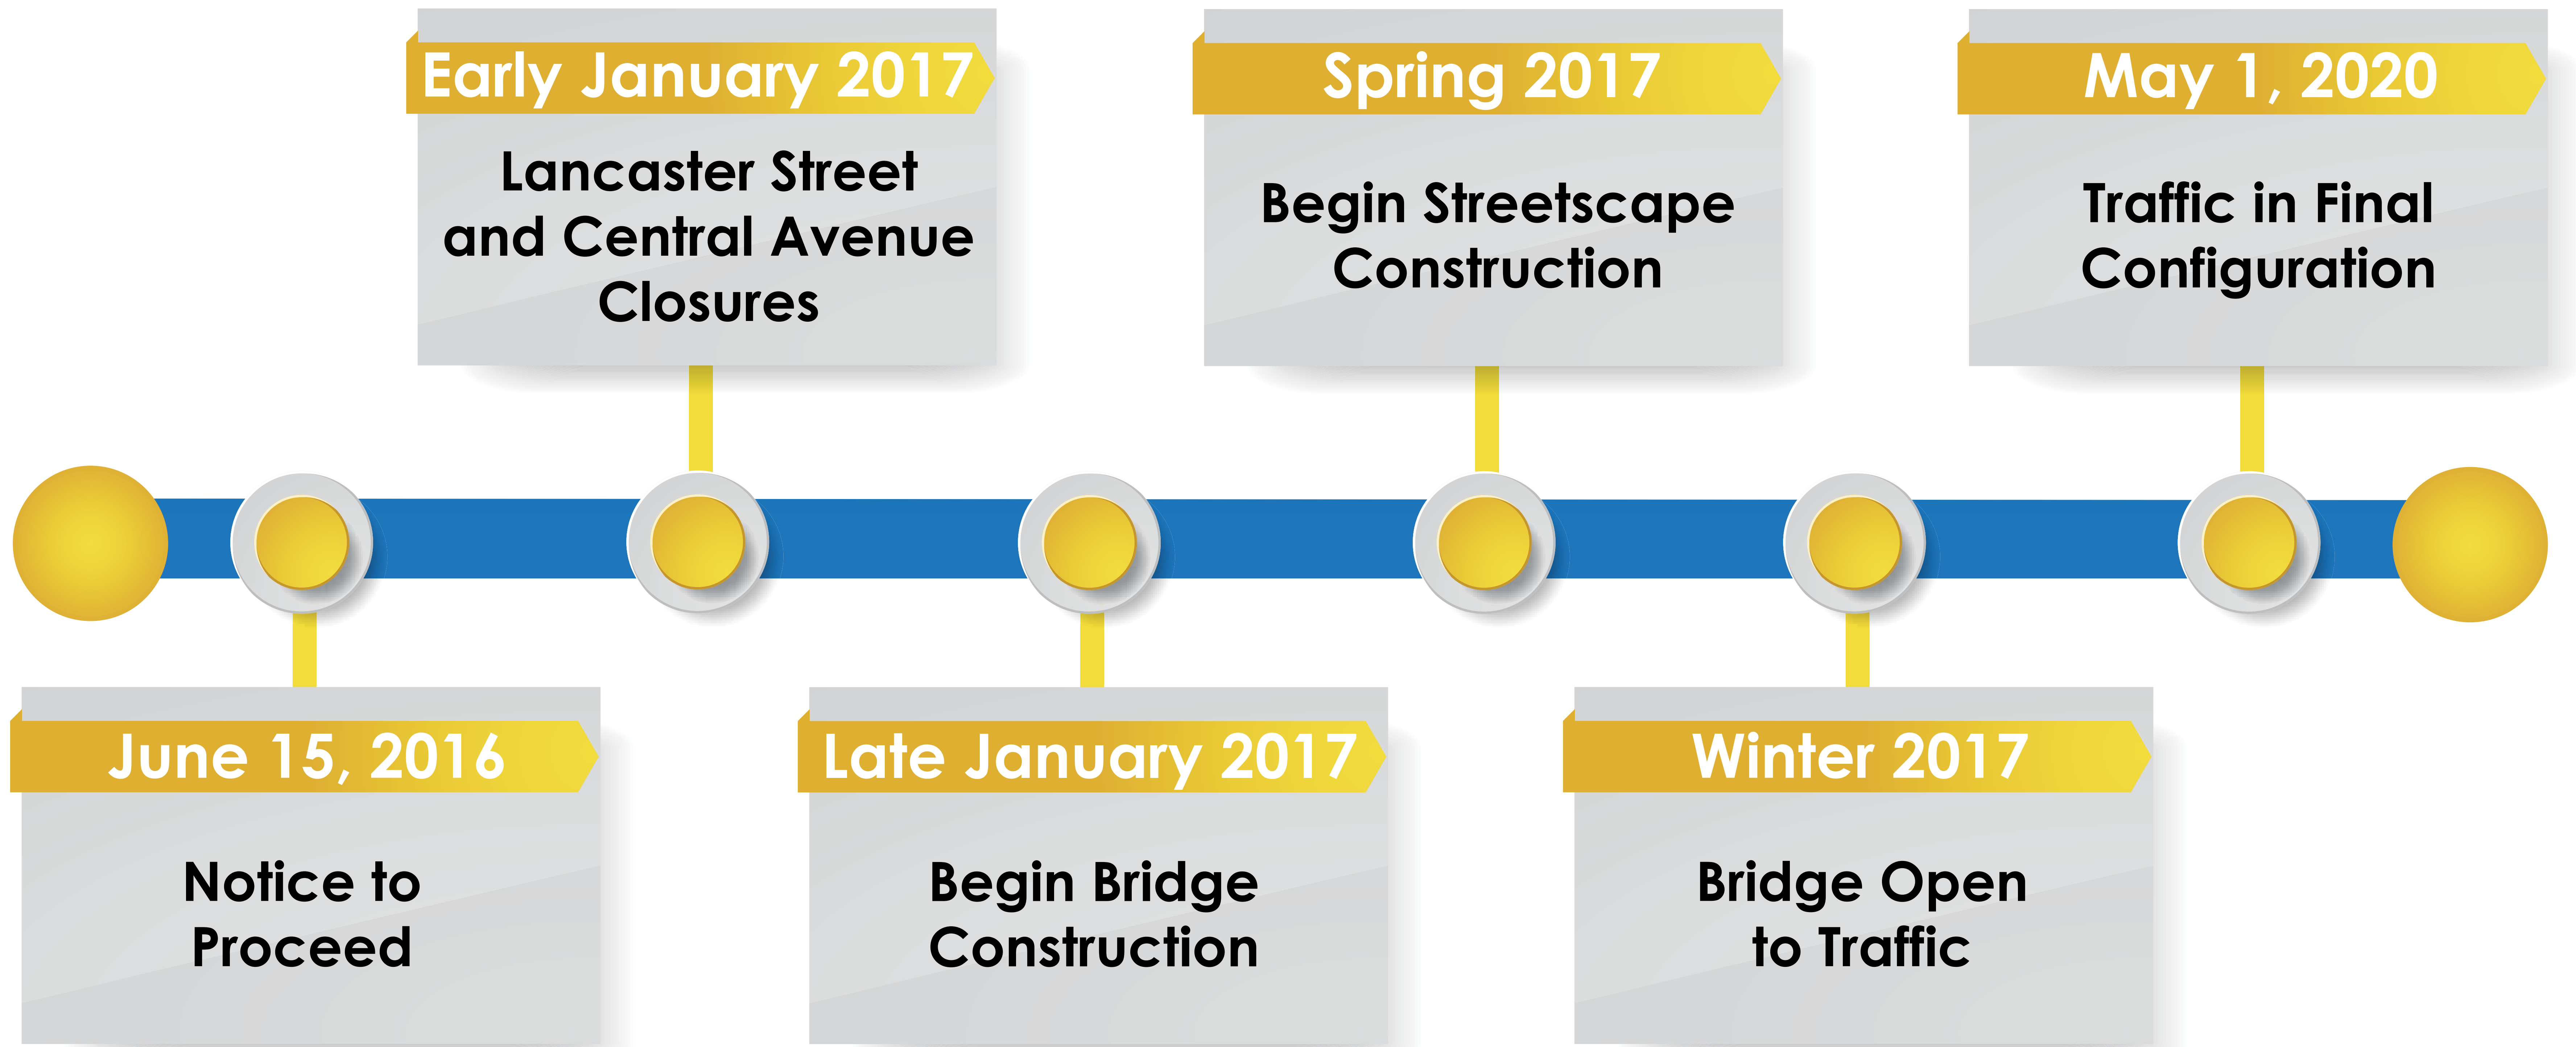 Early January 2017
Lancaster Street
and Central Avenue
Closures
Spring 2017
Begin Streetscape
Construction
May 1, 2020
Traffic in Final
Configuration
June 15, 2016
Notice to
Proceed
Late January 2017
Begin Bridge
Construction
Winter 2017
Bridge Open
to Traffic